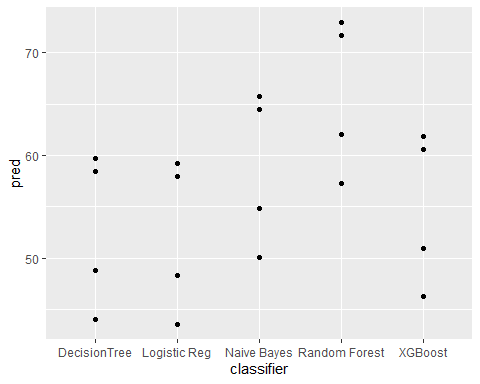 70
60
50
pred
DecisionTree Logistic Reg Naive Bayes Random Forest XGBoost
classifier